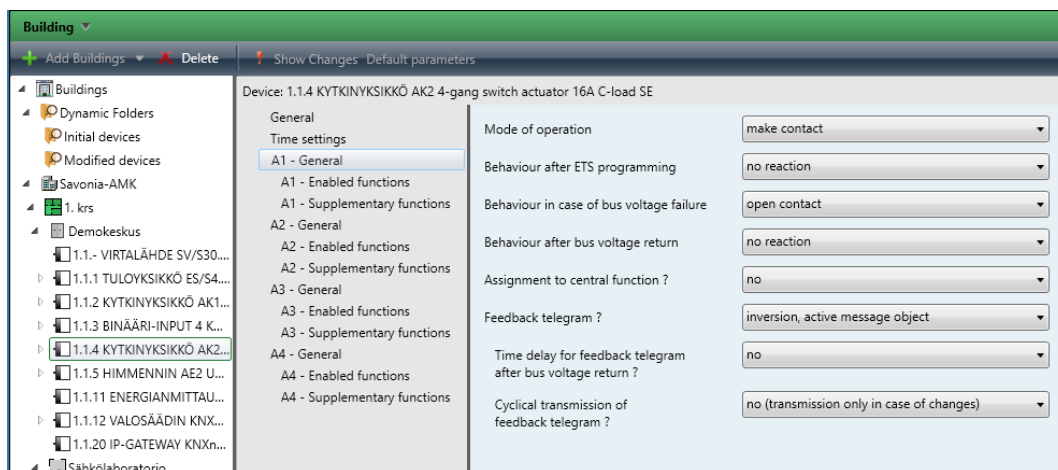 Building
Add Buildings Delete Show Changes Default parameters
Buildings
Dynamic Folders
Initial devices
Modified devices
Savonia-AMK
1. krs
Demokeskus
1.1.- VIRTALÄHDE SV/S30....
1.1.1 TULOYKSIKKÖ ES/S4....
1.1.2 KYTKINYKSIKKÖ AK1...
1.1.3 BINÄÄRI-INPUT 4 K...
1.1.4 KYTKINYKSIKKÖ AK2...
1.1.5 HIMMENNIN AE2 U...
1.1.11 ENERGIANMITTAU...
1.1.12 VALOSÄÄDIN KNX...
1.1.20 IP-GATEWAY KNXn...
Sähkölaboratorio
Device: 1.1.4 KYTKINYKSIKKÖ AK2 4-gang switch actuator 16A C-load SE
General
Time settings
A1 - General
A1 - Enabled functions
A1 - Supplementary functions
A2 - General
A2 - Enabled functions
A2 - Supplementary functions
A3 - General
A3 - Enabled functions
A3 - Supplementary functions
A4 - General
A4 - Enabled functions
A4 - Supplementary functions
Mode of operation make contact
Behaviour after ETS programming no reaction
Behaviour in case of bus voltage failure open contact
Behaviour after bus voltage return no reaction
Assignment to central function ? no
Feedback telegram ? inversion, active message object
Time delay for feedback telegram no
after bus voltage return ?
Cyclical transmission of no (transmission only in case of changes)
feedback telegram ?